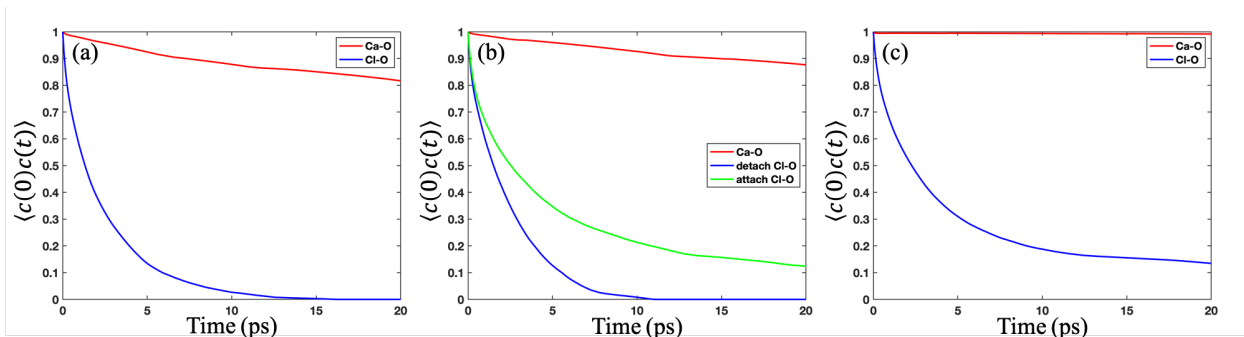 (a)
Ca-O
Cl-O
⟨c(0)c(t)⟩
1
0.9
0.8
0.7
0.6
0.5
0.4
0.3
0.2
0.1
0
0 5 10 15 20
Time (ps)
(b)
Ca-O
detach Cl-O
attach Cl-O
⟨c(0)c(t)⟩
1
0.9
0.8
0.7
0.6
0.5
0.4
0.3
0.2
0.1
0
0 5 10 15 20
Time (ps)
(c)
Ca-O
Cl-O
⟨c(0)c(t)⟩
1
0.9
0.8
0.7
0.6
0.5
0.4
0.3
0.2
0.1
0
0 5 10 15 20
Time (ps)